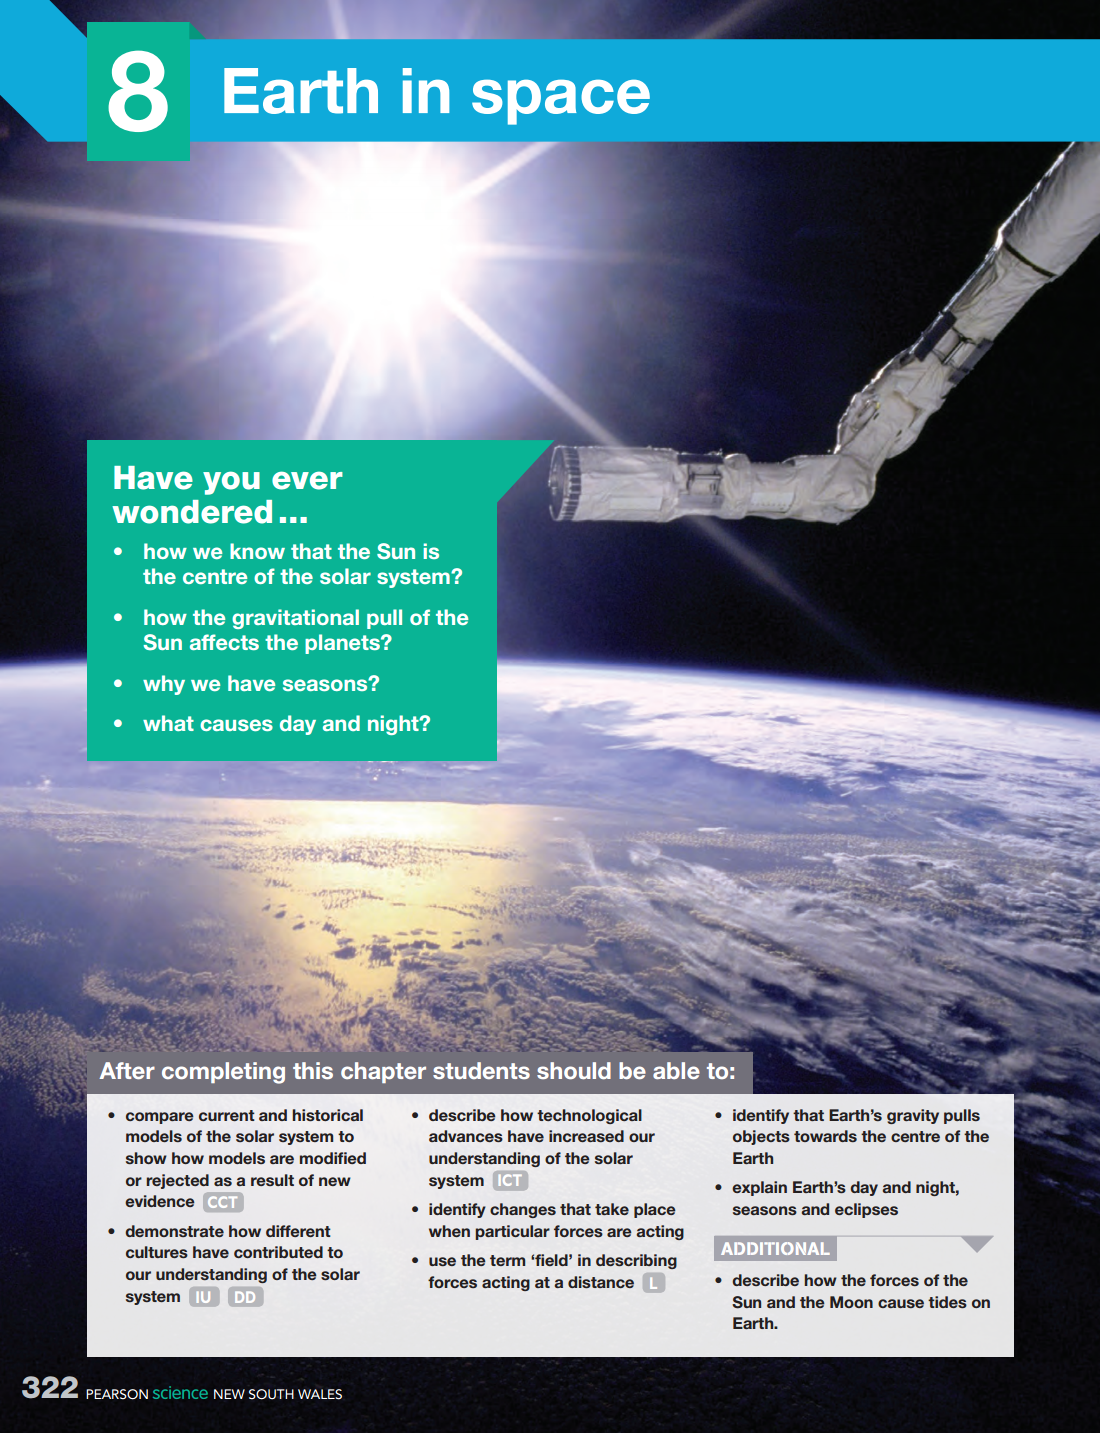 8
Earth in space
Have you ever
wondered...
• how we know that the Sun is
the centre of the solar system?
• how the gravitational pull of the
Sun affects the planets?
• why we have seasons?
• what causes day and night?
After completing this chapter students should be able to:
• compare current and historical
models of the solar system to
show how models are modified
or rejected as a result of new
evidence CCT
• demonstrate how different
cultures have contributed to
our understanding of the solar
system IU DD
• describe how technological
advances have increased our
understanding of the solar
system ICT
• identify changes that take place
when particular forces are acting
• use the term ‘field’ in describing
forces acting at a distance L
• identify that Earth’s gravity pulls
objects towards the centre of the
Earth
• explain Earth’s day and night,
seasons and eclipses
ADDITIONAL
• describe how the forces of the
Sun and the Moon cause tides on
Earth.
322 PEARSON science NEW SOUTH WALES